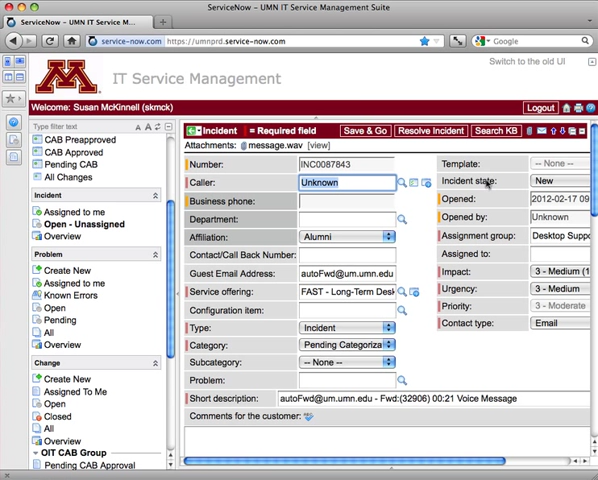 ServiceNow – UMN IT Service Management Suite
ServiceNow – UMN IT Service M...
service-now.com https://umnprd.service-now.com
Google
M
IT Service Management
Switch to the old UI
Welcome: Susan McKinnell (skmck)
Logout
Type filter text
A A
CAB Preapproved
CAB Approved
Pending CAB
All Changes
Incident
Assigned to me
Open - Unassigned
Overview
Problem
Create New
Assigned to me
Known Errors
Open
Pending
All
Overview
Change
Create New
Assigned To Me
Open
Closed
All
Overview
OIT CAB Group
Pending CAB Approval
Incident
= Required field
Save & Go
Resolve Incident
Search KB
Attachments: message.wav [view]
Number: INC0087843
Caller: Unknown
Business phone:
Department:
Affiliation: Alumni
Contact/Call Back Number:
Guest Email Address: autoFwd@um.umn.edu
Service offering: FAST - Long-Term Desk
Configuration item:
Type: Incident
Category: Pending Categoriza
Subcategory: -- None --
Problem:
Short description: autoFwd@um.umn.edu - Fwd:(32906) 00:21 Voice Message
Comments for the customer:
Template: -- None --
Incident state: New
Opened: 2012-02-17 09
Opened by: Unknown
Assignment group: Desktop Suppo
Assigned to:
Impact: 3 - Medium (1
Urgency: 3 - Medium
Priority: 3 - Moderate
Contact type: Email